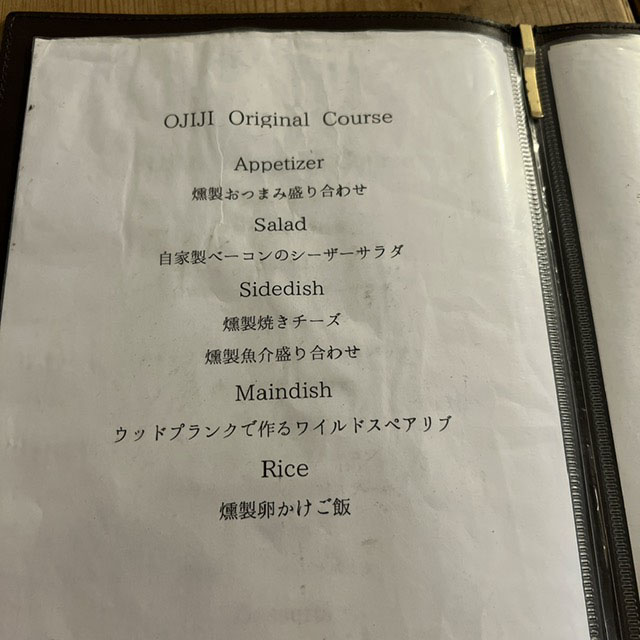 OJIJI Original Course
Appetizer
燻製おつまみ盛り合わせ
Salad
自家製ベーコンのシーザーサラダ
Sidedish
燻製焼きチーズ
燻製魚介盛り合わせ
Maindish
ウッドプランクで作るワイルドスペアリブ
Rice
燻製卵かけご飯